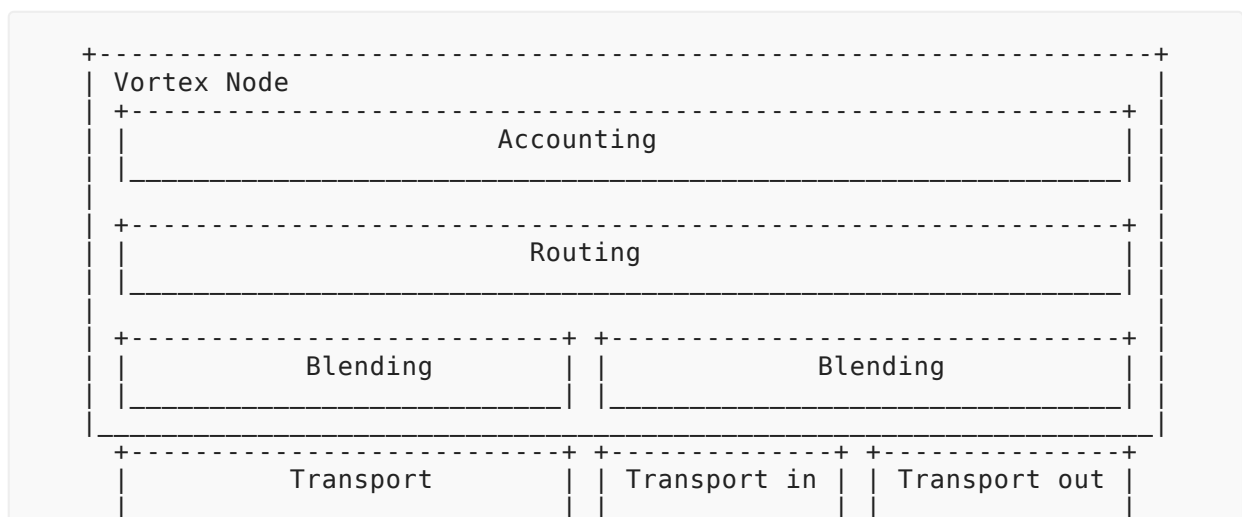 Vortex Node
Accounting
Routing
Blending Blending
Transport Transport in Transport out